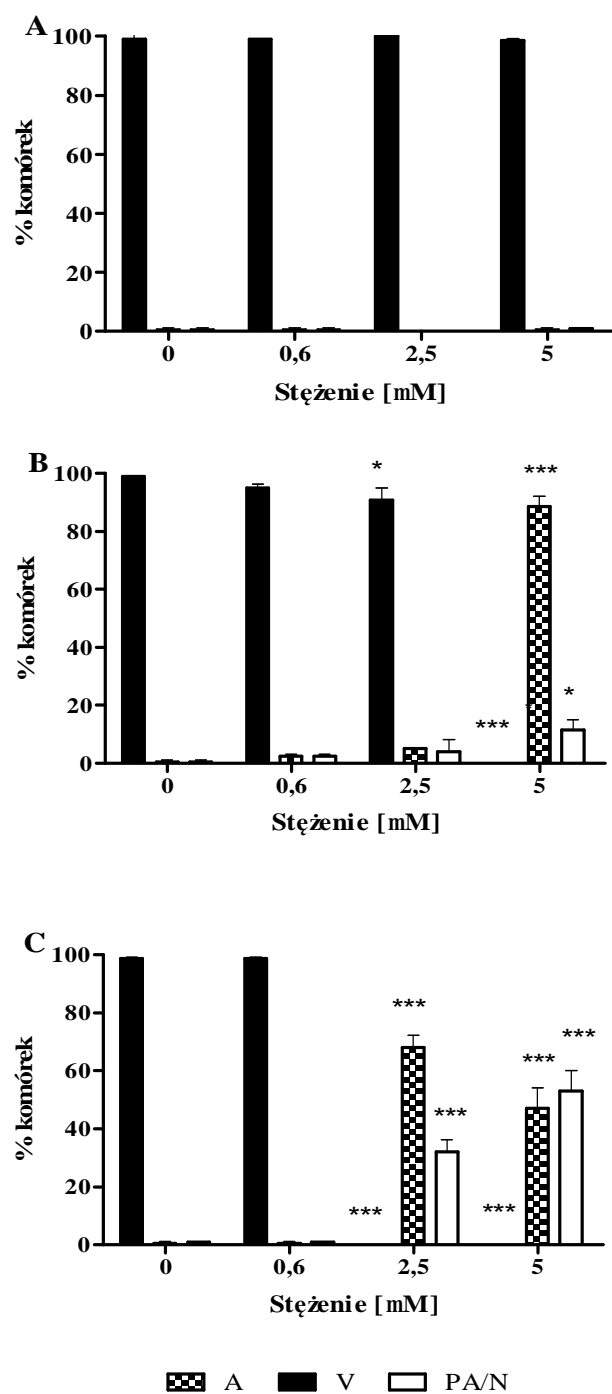 A
100
80
60
40
20
0
% komórek
0 0,6 2,5 5
Stężenie [mM]
B
100
80
60
40
20
0
% komórek
* ***
*** *
0 0,6 2,5 5
Stężenie [mM]
C
100
80
60
40
20
0
% komórek
*** *** ***
***
*** ***
0 0,6 2,5 5
Stężenie [mM]
A V PA/N